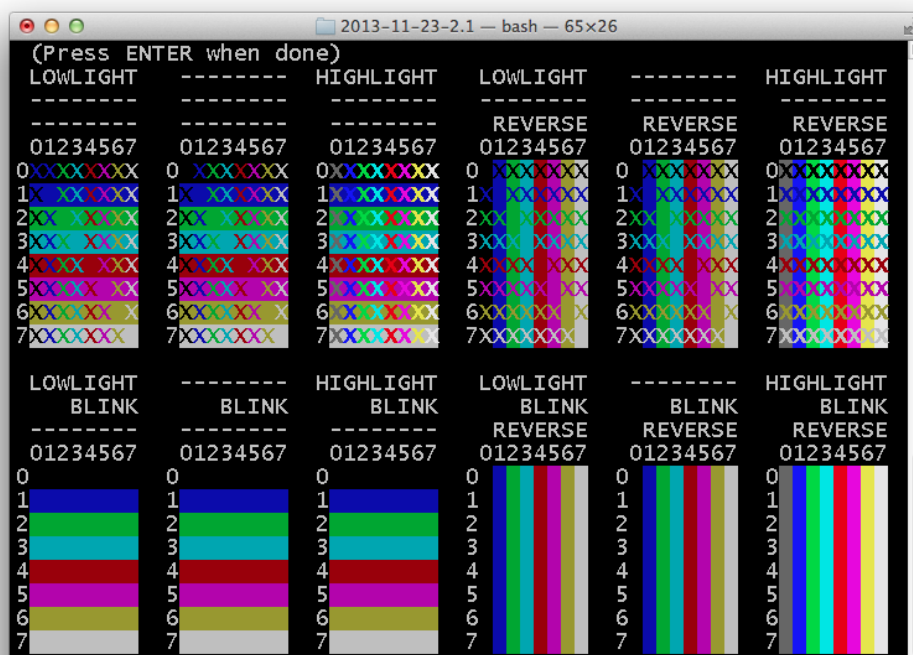 2013-11-23-2.1 — bash — 65×26
(Press ENTER when done)
LOWLIGHT -------- HIGHLIGHT LOWLIGHT -------- HIGHLIGHT
-------- -------- -------- -------- -------- --------
-------- -------- -------- REVERSE REVERSE REVERSE
01234567 01234567 01234567 01234567 01234567 01234567
0 XXXXXXX 0 XXXXXXX 0XXXXXXXX 0 XXXXXXX 0 XXXXXXX 0XXXXXXXX
1X XXXXXX 1X XXXXXX 1XXXXXXXX 1X XXXXXX 1X XXXXXX 1XXXXXXXX
2XX XXXXX 2XX XXXXX 2XXXXXXXX 2XX XXXXX 2XX XXXXX 2XXXXXXXX
3XXX XXXX 3XXX XXXX 3XXXXXXXX 3XXX XXXX 3XXX XXXX 3XXXXXXXX
4XXXX XXX 4XXXX XXX 4XXXXXXXX 4XXXX XXX 4XXXX XXX 4XXXXXXXX
5XXXXX XX 5XXXXX XX 5XXXXXXXX 5XXXXX XX 5XXXXX XX 5XXXXXXXX
6XXXXXX X 6XXXXXX X 6XXXXXXXX 6XXXXXX X 6XXXXXX X 6XXXXXXXX
7XXXXXXX 7XXXXXXX 7XXXXXXXX 7XXXXXXX 7XXXXXXX 7XXXXXXXX
LOWLIGHT -------- HIGHLIGHT LOWLIGHT -------- HIGHLIGHT
BLINK BLINK BLINK BLINK BLINK BLINK
-------- -------- -------- REVERSE REVERSE REVERSE
01234567 01234567 01234567 01234567 01234567 01234567
0 0 0 0 0 0
1 1 1 1 1 1
2 2 2 2 2 2
3 3 3 3 3 3
4 4 4 4 4 4
5 5 5 5 5 5
6 6 6 6 6 6
7 7 7 7 7 7